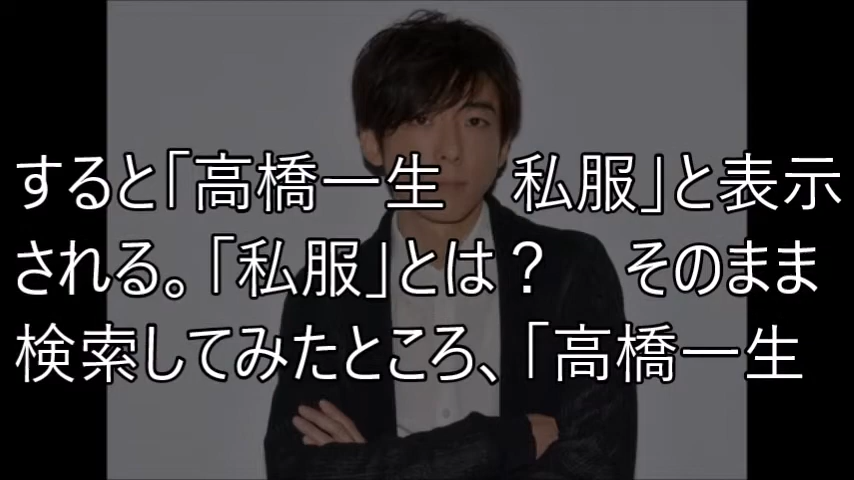 すると「高橋一生　私服」と表示
される。「私服」とは？　そのまま
検索してみたところ、「高橋一生